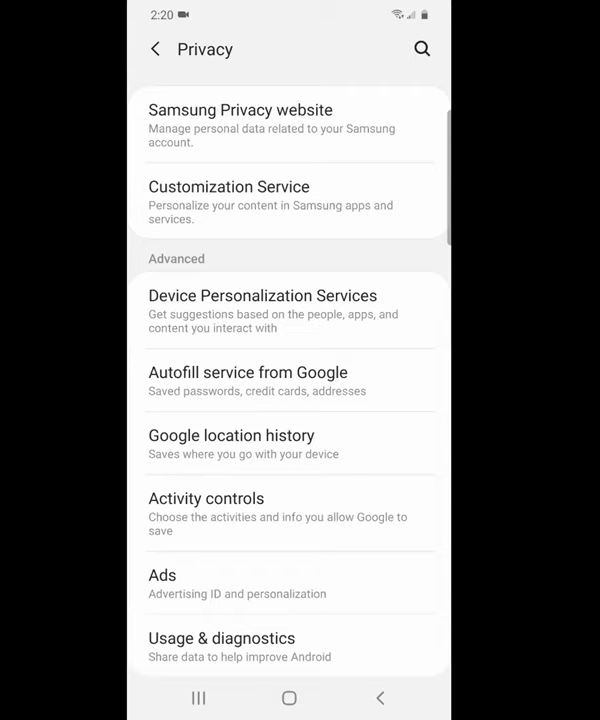 2:20
Privacy
Samsung Privacy website
Manage personal data related to your Samsung
account.
Customization Service
Personalize your content in Samsung apps and
services.
Advanced
Device Personalization Services
Get suggestions based on the people, apps, and
content you interact with
Autofill service from Google
Saved passwords, credit cards, addresses
Google location history
Saves where you go with your device
Activity controls
Choose the activities and info you allow Google to
save
Ads
Advertising ID and personalization
Usage & diagnostics
Share data to help improve Android